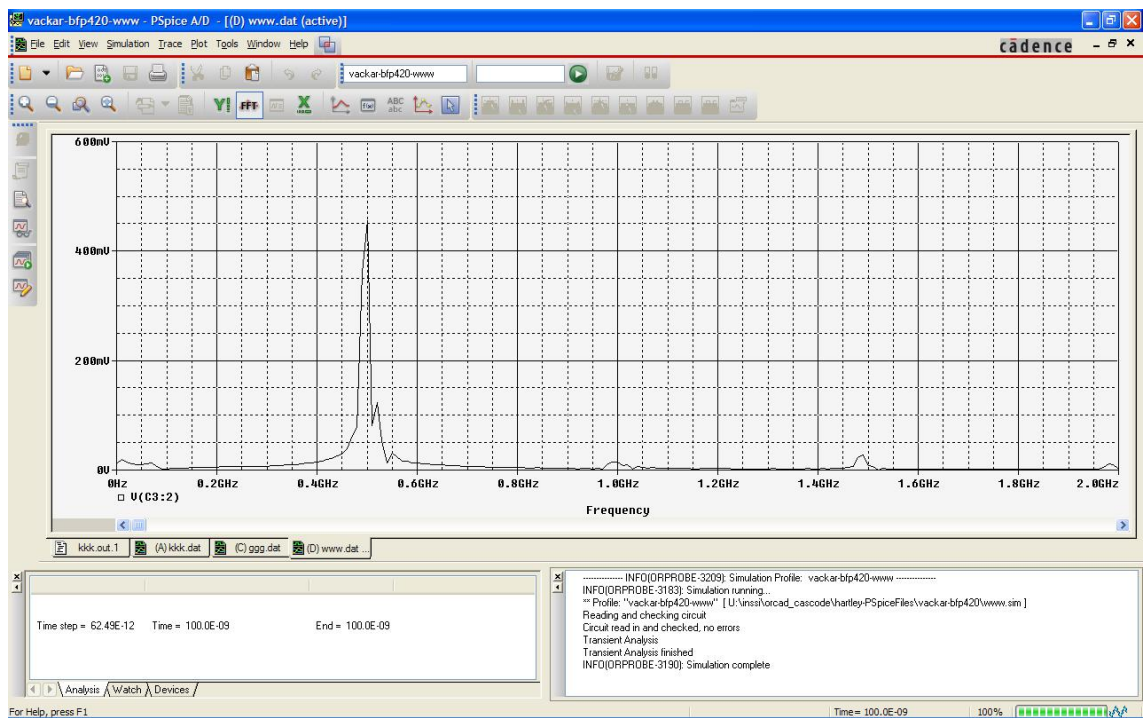 vackar-bfp420-www - PSpice A/D - [(D) www.dat (active)]
File Edit View Simulation Trace Plot Tools Window Help
cādence
vackar-bfp420-www
FFT
ABC
abc
600mV
400mV
200mV
0V
0Hz 0.2GHz 0.4GHz 0.6GHz 0.8GHz 1.0GHz 1.2GHz 1.4GHz 1.6GHz 1.8GHz 2.0GHz
V(C3:2)
Frequency
kkk.out.1 (A) kkk.dat (C) ggg.dat (D) www.dat ...
Time step = 62.49E-12 Time = 100.0E-09 End = 100.0E-09
Analysis Watch Devices
--------------- INFO(ORPROBE-3209): Simulation Profile: vackar-bfp420-www ---------------
INFO(ORPROBE-3183): Simulation running...
** Profile: "vackar-bfp420-www" [ U:\inssi\orcad_cascode\hartley-PSpiceFiles\vackar-bfp420\www.sim ]
Reading and checking circuit
Circuit read in and checked, no errors
Transient Analysis
Transient Analysis finished
INFO(ORPROBE-3190): Simulation complete
For Help, press F1
Time= 100.0E-09 100%